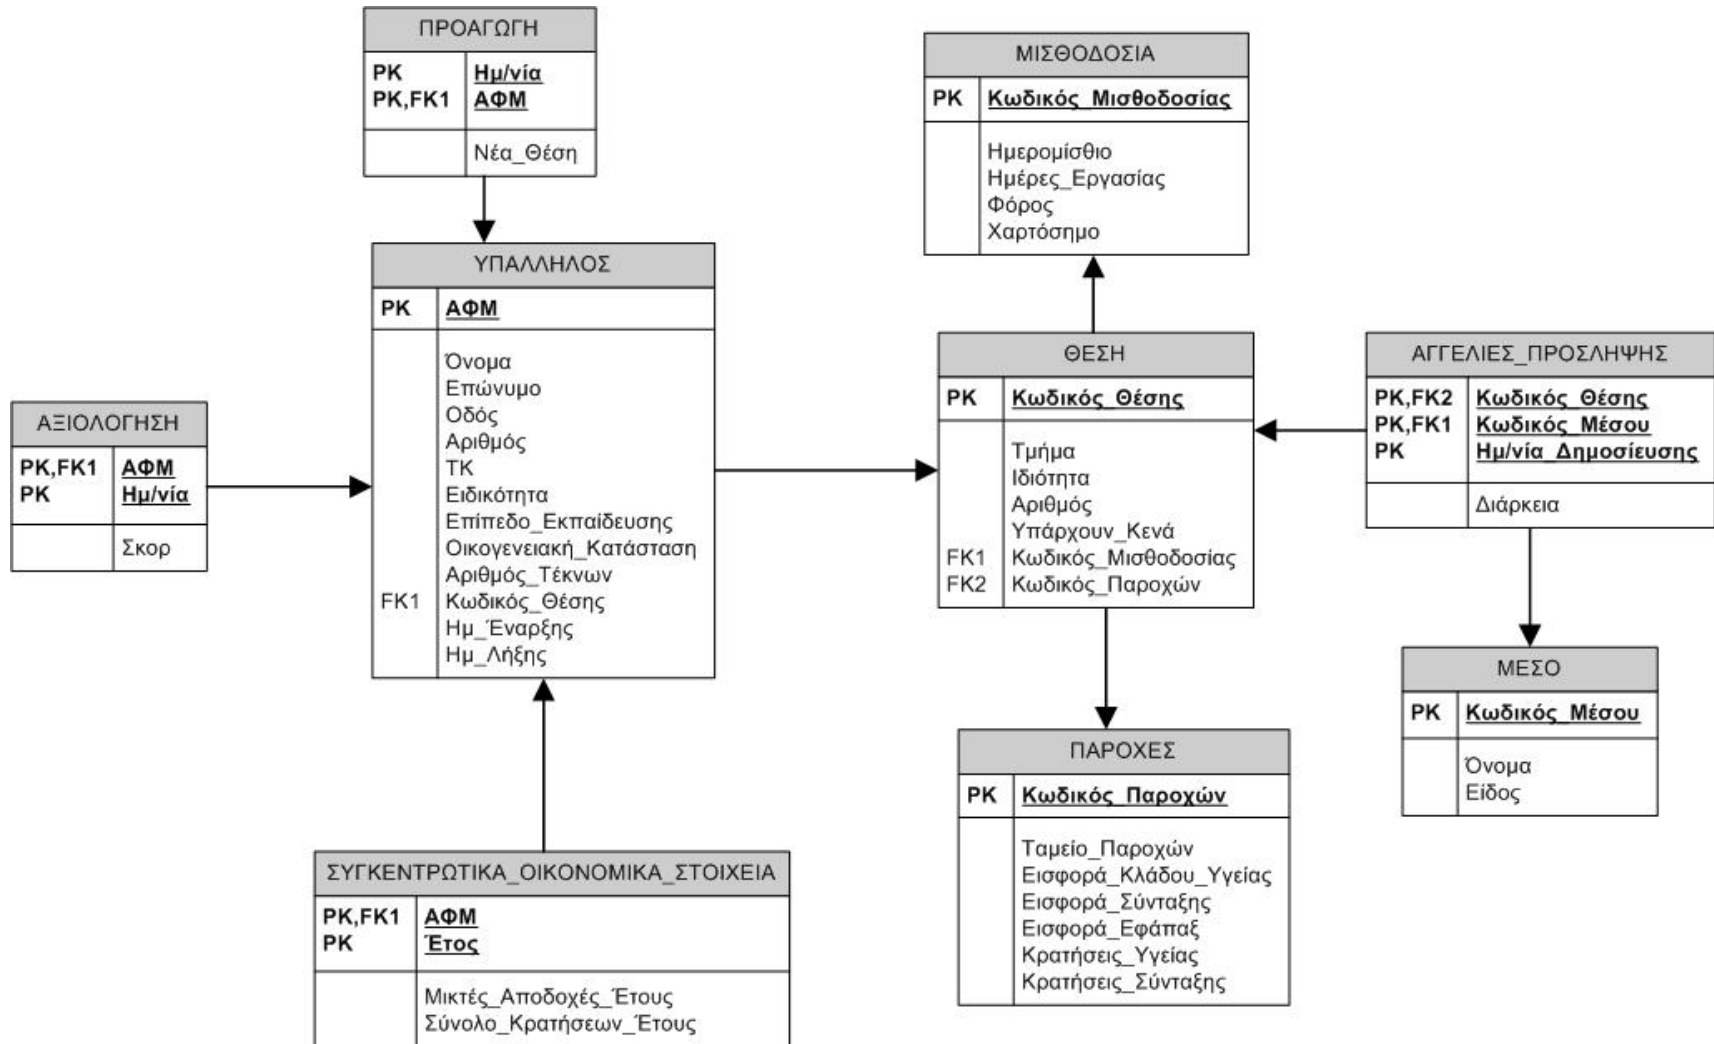 ΠΡΟΑΓΩΓΗ
PK Ημ/νία
PK,FK1 ΑΦΜ
Νέα_Θέση
ΜΙΣΘΟΔΟΣΙΑ
PK Κωδικός_Μισθοδοσίας
Ημερομίσθιο
Ημέρες_Εργασίας
Φόρος
Χαρτόσημο
ΥΠΑΛΛΗΛΟΣ
PK ΑΦΜ
Όνομα
Επώνυμο
Οδός
Αριθμός
ΤΚ
Ειδικότητα
Επίπεδο_Εκπαίδευσης
Οικογενειακή_Κατάσταση
Αριθμός_Τέκνων
FK1 Κωδικός_Θέσης
Ημ_Έναρξης
Ημ_Λήξης
ΘΕΣΗ
PK Κωδικός_Θέσης
Τμήμα
Ιδιότητα
Αριθμός
Υπάρχουν_Κενά
FK1 Κωδικός_Μισθοδοσίας
FK2 Κωδικός_Παροχών
ΑΓΓΕΛΙΕΣ_ΠΡΟΣΛΗΨΗΣ
PK,FK2 Κωδικός_Θέσης
PK,FK1 Κωδικός_Μέσου
PK Ημ/νία_Δημοσίευσης
Διάρκεια
ΑΞΙΟΛΟΓΗΣΗ
PK,FK1 ΑΦΜ
PK Ημ/νία
Σκορ
ΜΕΣΟ
PK Κωδικός_Μέσου
Όνομα
Είδος
ΠΑΡΟΧΕΣ
PK Κωδικός_Παροχών
Ταμείο_Παροχών
Εισφορά_Κλάδου_Υγείας
Εισφορά_Σύνταξης
Εισφορά_Εφάπαξ
Κρατήσεις_Υγείας
Κρατήσεις_Σύνταξης
ΣΥΓΚΕΝΤΡΩΤΙΚΑ_ΟΙΚΟΝΟΜΙΚΑ_ΣΤΟΙΧΕΙΑ
PK,FK1 ΑΦΜ
PK Έτος
Μικτές_Αποδοχές_Έτους
Σύνολο_Κρατήσεων_Έτους